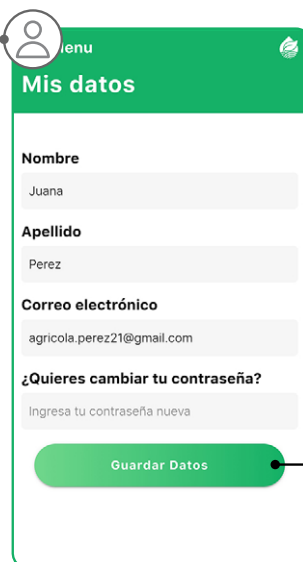 Menu
Mis datos
Nombre
Juana
Apellido
Perez
Correo electrónico
agricola.perez21@gmail.com
¿Quieres cambiar tu contraseña?
Ingresa tu contraseña nueva
Guardar Datos